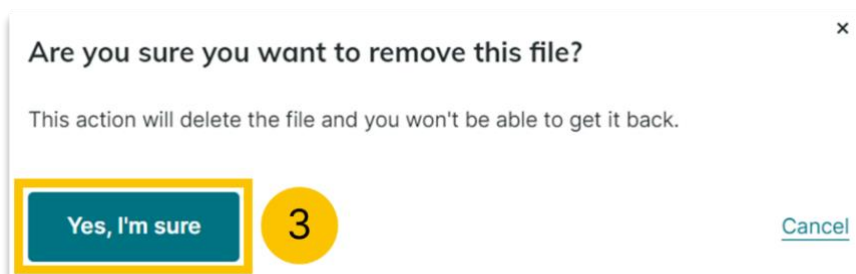 ×
Are you sure you want to remove this file?
This action will delete the file and you won't be able to get it back.
Yes, I'm sure
3
Cancel